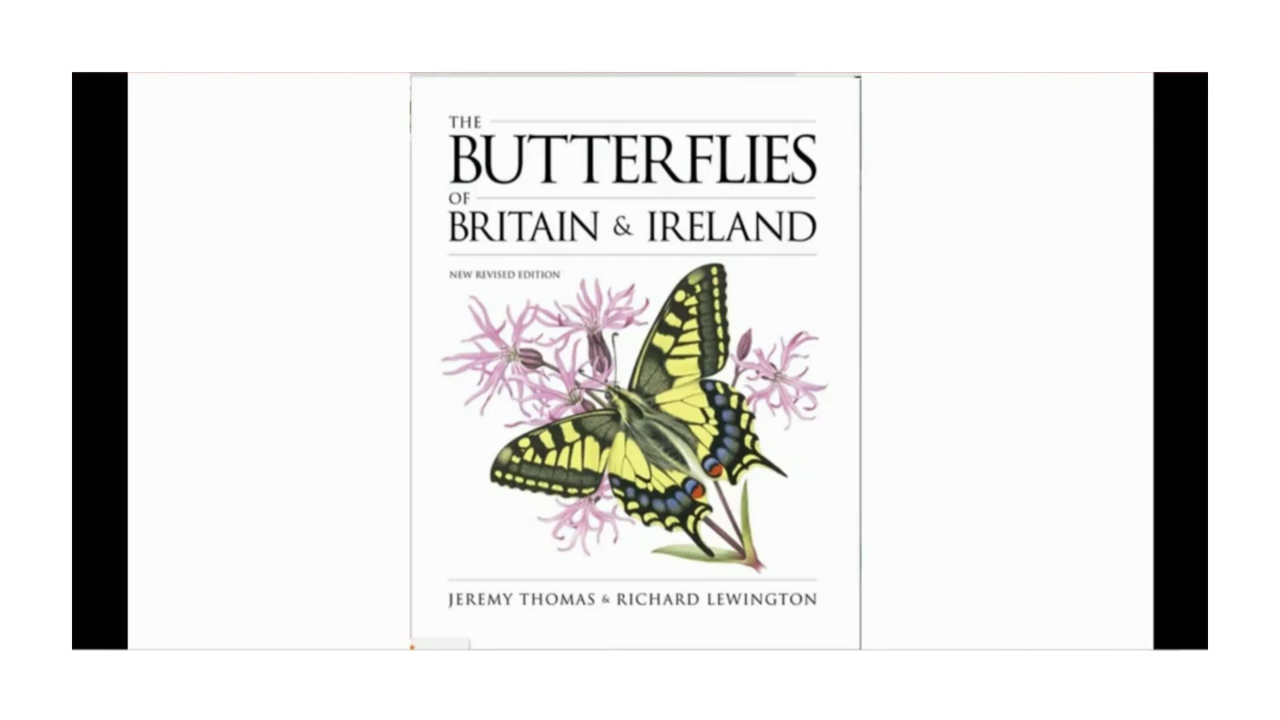 THE
BUTTERFLIES
OF
BRITAIN & IRELAND
NEW REVISED EDITION
JEREMY THOMAS & RICHARD LEWINGTON